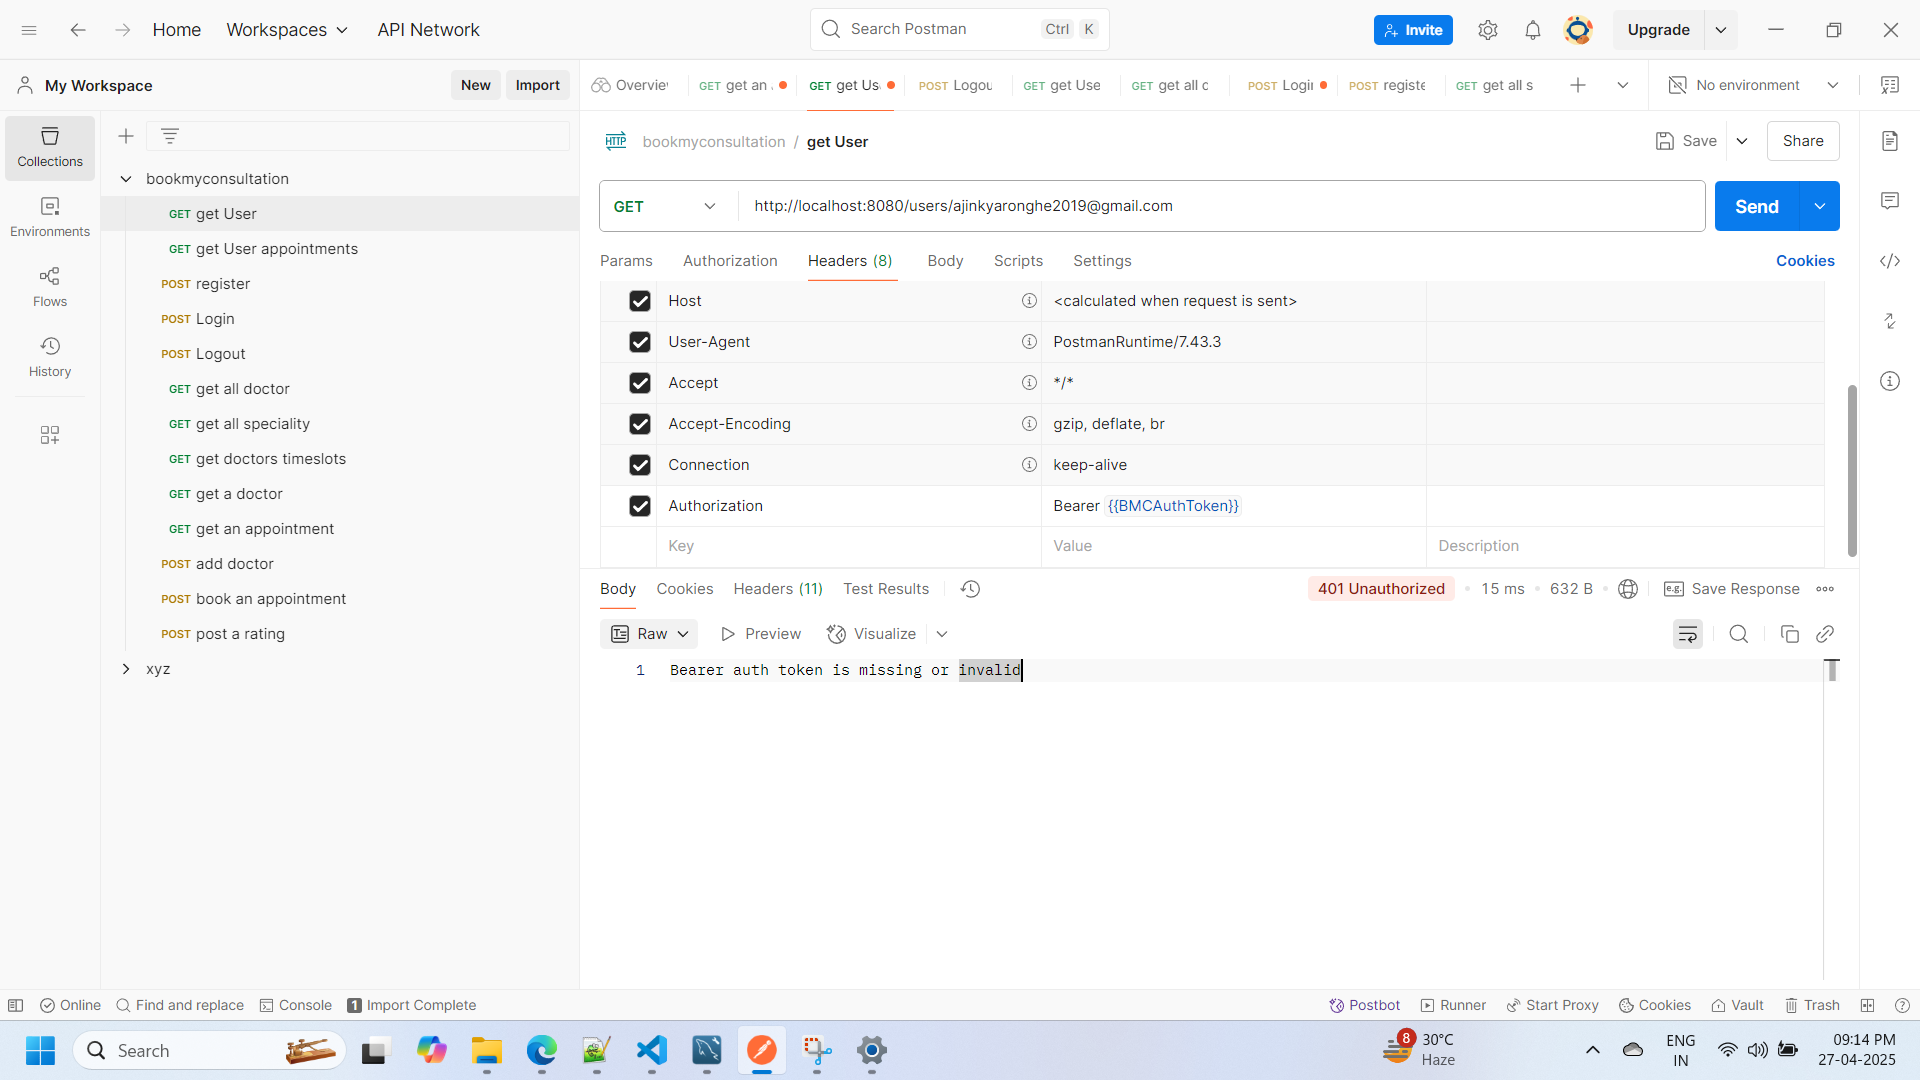 Home
Workspaces
API Network
Search Postman
Ctrl K
Invite
Upgrade
My Workspace
New
Import
Overvie
GET get an
GET get Us
POST Logou
GET get Use
GET get all c
POST Logi
POST registe
GET get all s
No environment
Collections
Environments
Flows
History
bookmyconsultation
GET get User
GET get User appointments
POST register
POST Login
POST Logout
GET get all doctor
GET get all speciality
GET get doctors timeslots
GET get a doctor
GET get an appointment
POST add doctor
POST book an appointment
POST post a rating
xyz
HTTP bookmyconsultation / get User
Save
Share
GET http://localhost:8080/users/ajinkyaronghe2019@gmail.com
Send
Params Authorization Headers (8) Body Scripts Settings
Cookies
Host <calculated when request is sent>
User-Agent PostmanRuntime/7.43.3
Accept */*
Accept-Encoding gzip, deflate, br
Connection keep-alive
Authorization Bearer {{BMCAuthToken}}
Key Value Description
Body Cookies Headers (11) Test Results
401 Unauthorized • 15 ms • 632 B •
e.g. Save Response
Raw Preview Visualize
1 Bearer auth token is missing or invalid
Online Find and replace Console 1 Import Complete
Postbot Runner Start Proxy Cookies Vault Trash
Search
8
30°C
Haze
ENG
IN
09:14 PM
27-04-2025